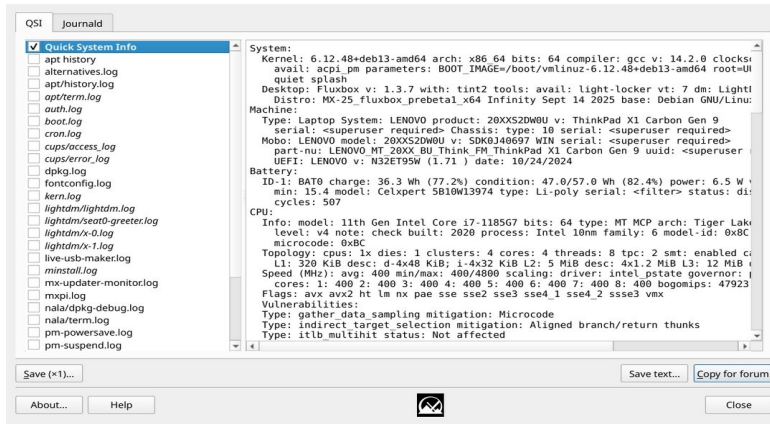 QSI
Journald
Quick System Info
apt history
alternatives.log
apt/history.log
apt/term.log
auth.log
boot.log
cron.log
cups/access_log
cups/error_log
dpkg.log
fontconfig.log
kern.log
lightdm/lightdm.log
lightdm/seat0-greeter.log
lightdm/x-0.log
lightdm/x-1.log
live-usb-maker.log
minstall.log
mx-updater-monitor.log
mxpi.log
nala/dpkg-debug.log
nala/term.log
pm-powersave.log
pm-suspend.log
System:
Kernel: 6.12.48+deb13-amd64 arch: x86_64 bits: 64 compiler: gcc v: 14.2.0 clockso
avail: acpi_pm parameters: BOOT_IMAGE=/boot/vmlinuz-6.12.48+deb13-amd64 root=UU
quiet splash
Desktop: Fluxbox v: 1.3.7 with: tint2 tools: avail: light-locker vt: 7 dm: Light
Distro: MX-25_fluxbox_prebeta1_x64 Infinity Sept 14 2025 base: Debian GNU/Linu
Machine:
Type: Laptop System: LENOVO product: 20XXS2DW0U v: ThinkPad X1 Carbon Gen 9
serial: <superuser required> Chassis: type: 10 serial: <superuser required>
Mobo: LENOVO model: 20XXS2DW0U v: SDK0J40697 WIN serial: <superuser required>
part-nu: LENOVO_MT_20XX_BU_Think_FM_ThinkPad X1 Carbon Gen 9 uuid: <superuser
UEFI: LENOVO v: N32ET95W (1.71 ) date: 10/24/2024
Battery:
ID-1: BAT0 charge: 36.3 Wh (77.2%) condition: 47.0/57.0 Wh (82.4%) power: 6.5 W
min: 15.4 model: Celxpert 5B10W13974 type: Li-poly serial: <filter> status: dis
cycles: 507
CPU:
Info: model: 11th Gen Intel Core i7-1185G7 bits: 64 type: MT MCP arch: Tiger Lak
level: v4 note: check built: 2020 process: Intel 10nm family: 6 model-id: 0x8C
microcode: 0xBC
Topology: cpus: 1x dies: 1 clusters: 4 cores: 4 threads: 8 tpc: 2 smt: enabled ca
L1: 320 KiB desc: d-4x48 KiB; i-4x32 KiB L2: 5 MiB desc: 4x1.2 MiB L3: 12 MiB
Speed (MHz): avg: 400 min/max: 400/4800 scaling: driver: intel_pstate governor:
cores: 1: 400 2: 400 3: 400 4: 400 5: 400 6: 400 7: 400 8: 400 bogomips: 47923
Flags: avx avx2 ht lm nx pae sse sse2 sse3 sse4_1 sse4_2 ssse3 vmx
Vulnerabilities:
Type: gather_data_sampling mitigation: Microcode
Type: indirect_target_selection mitigation: Aligned branch/return thunks
Type: itlb_multihit status: Not affected
Save (×1)...
Save text...
Copy for forum
About...
Help
Close